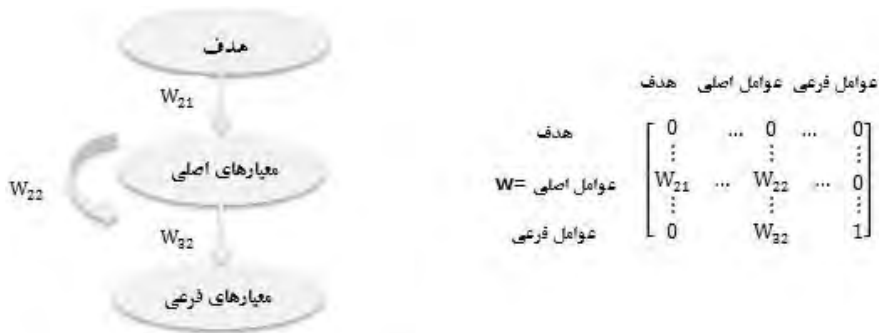 هدف
W21
معیارهای اصلی
W22
W32
معیارهای فرعی
هدف عوامل اصلی عوامل فرعی
هدف 0 ... 0 ... 0
⋮ ⋮ ⋮
عوامل اصلی =W W21 ... W22 ... 0
⋮ ⋮ ⋮
عوامل فرعی 0 W32 1